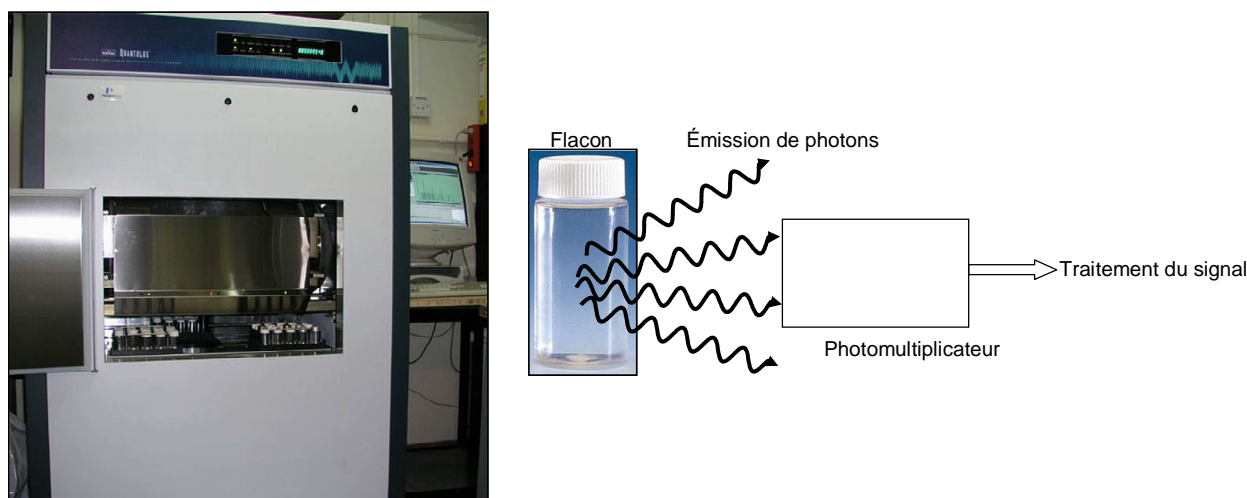 QUANTULUS
Flacon
Émission de photons
Traitement du signal
Photomultiplicateur